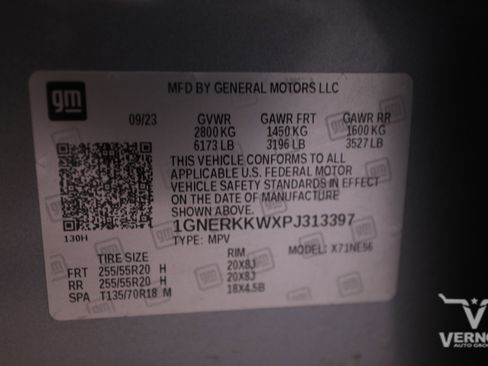 gm
MFD BY GENERAL MOTORS LLC
09/23 GVWR GAWR FRT GAWR RR
2800 KG 1450 KG 1600 KG
6173 LB 3196 LB 3527 LB
THIS VEHICLE CONFORMS TO ALL
APPLICABLE U.S. FEDERAL MOTOR
VEHICLE SAFETY STANDARDS IN EFFECT
ON THE DATE OF MANUFACTURE
SHOWN ABOVE.
1GNERKKWXPJ313397
130H
TYPE: MPV MODEL: X71NE56
TIRE SIZE RIM
FRT 255/55R20 H 20X8J
RR 255/55R20 H 20X8J
SPA T135/70R18 M 18X4.5B
VERNO
AUTO GROU